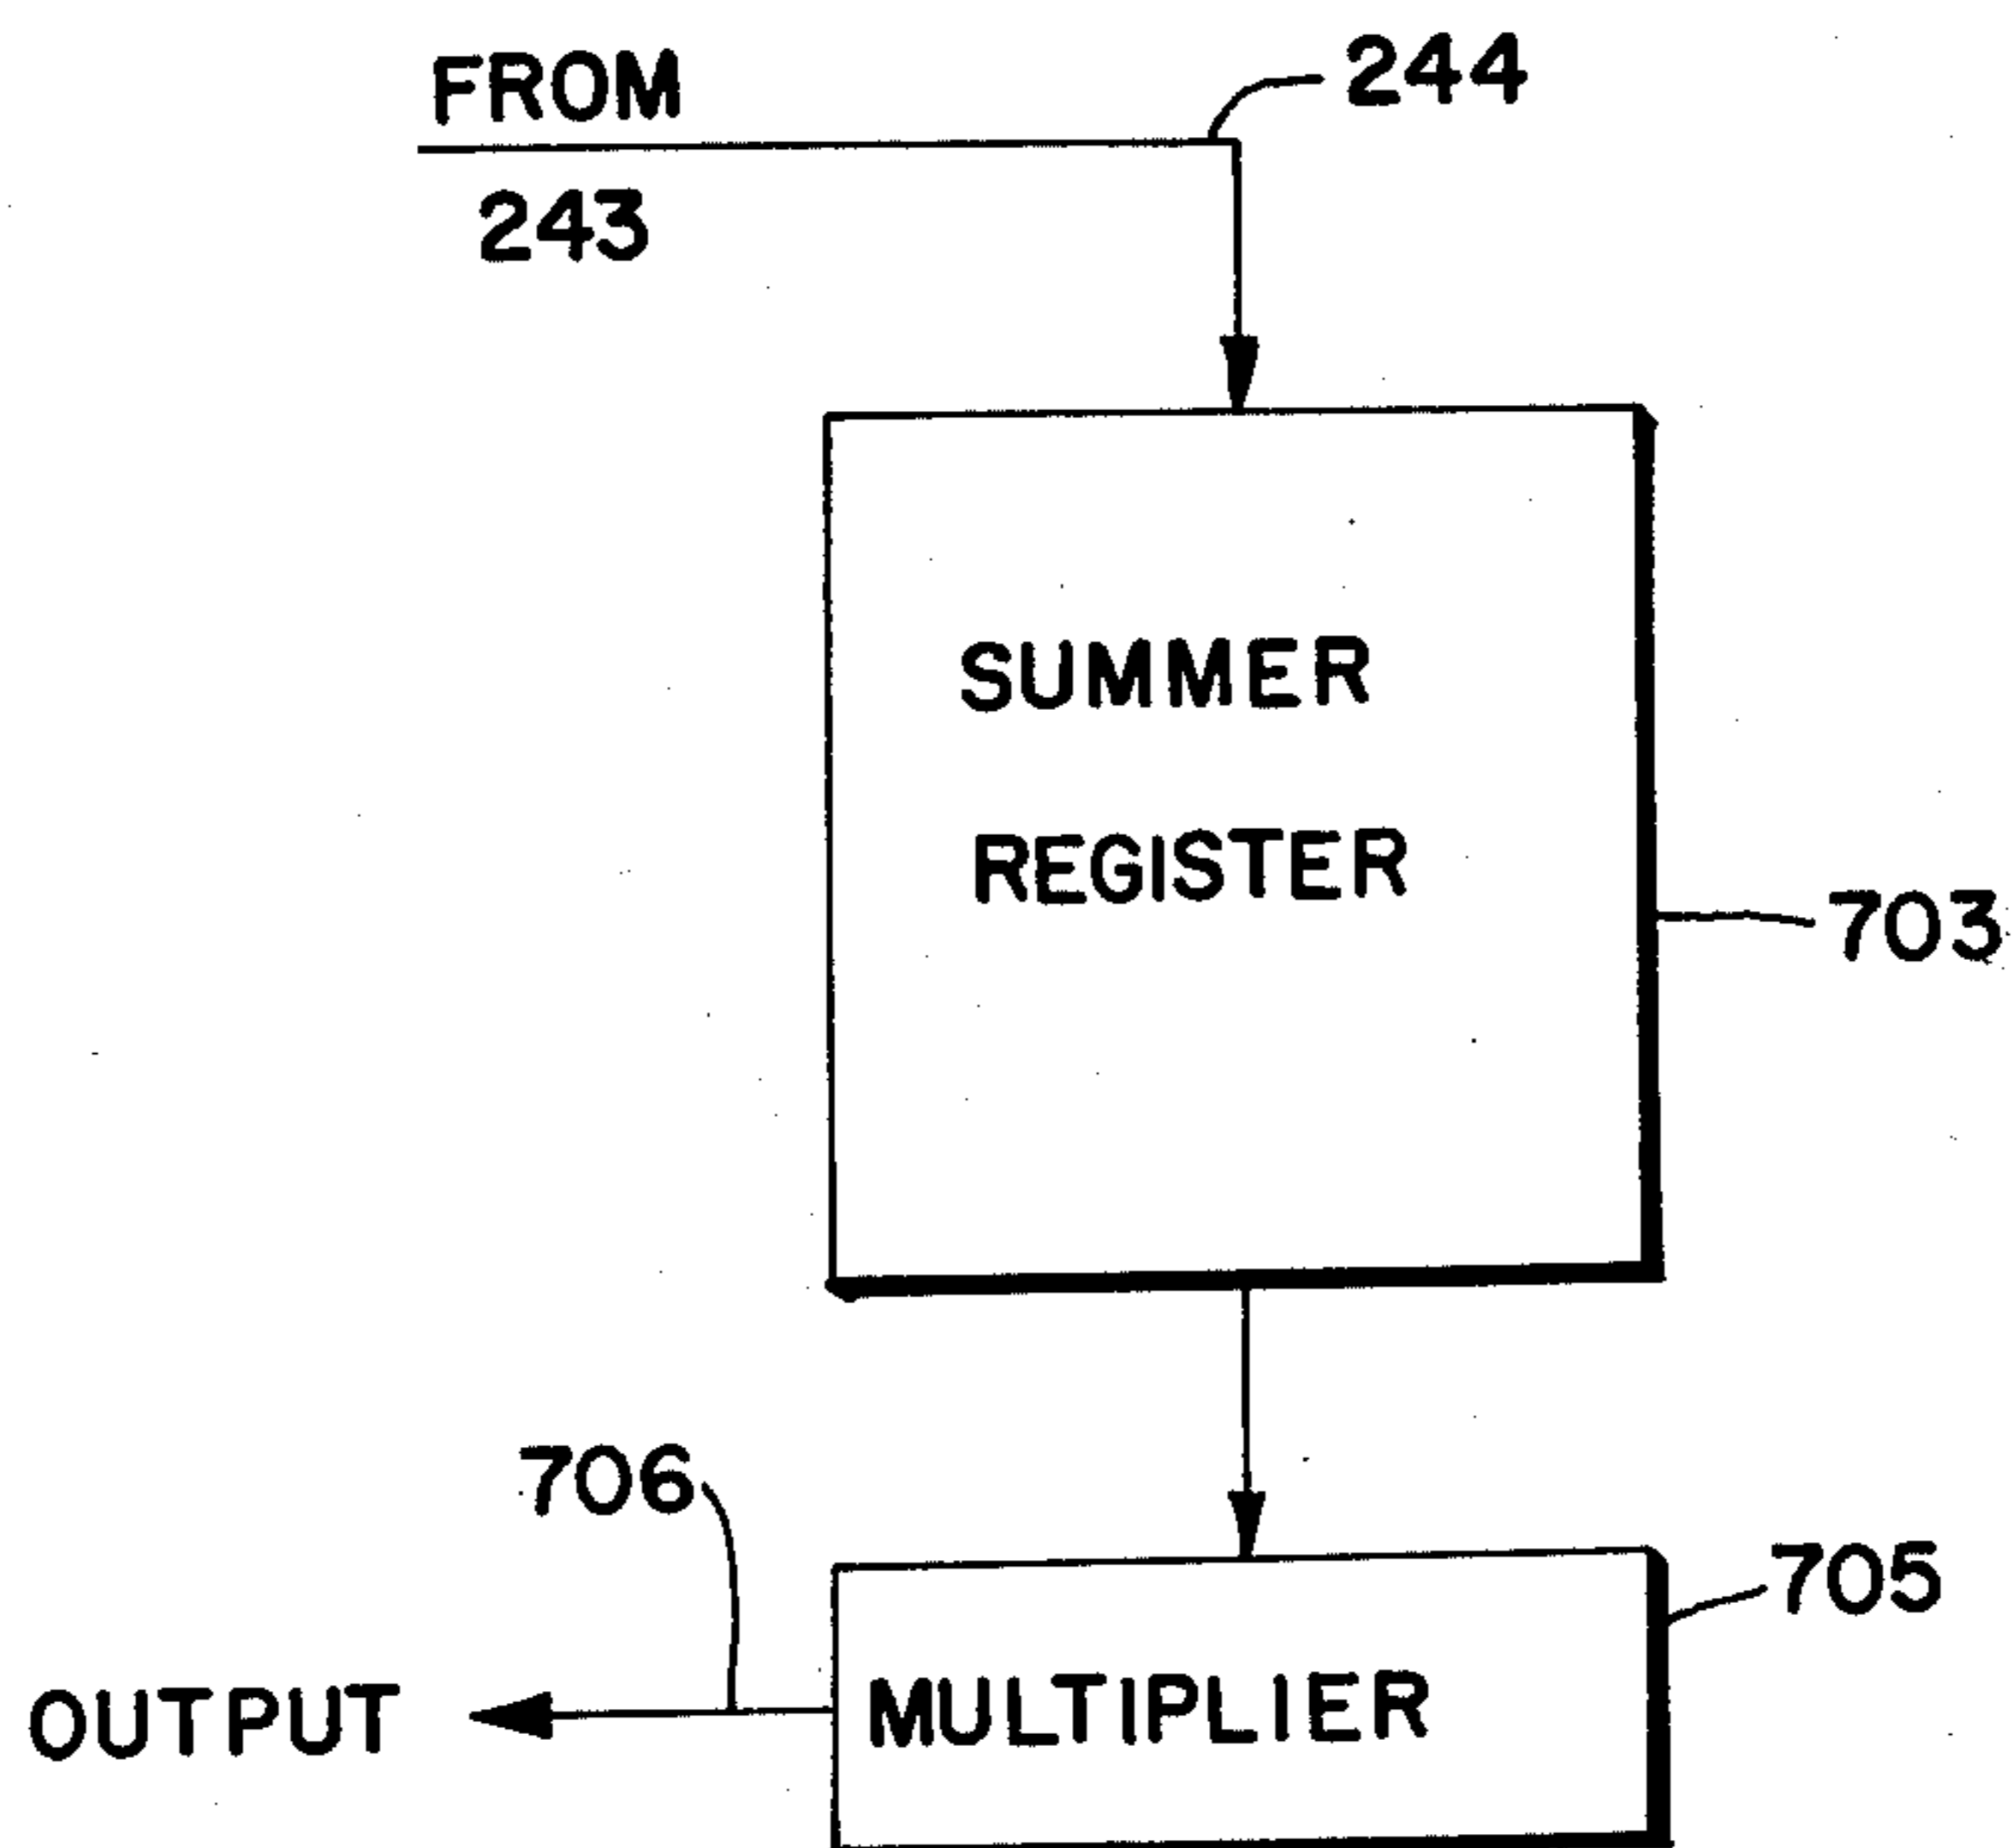 FROM
244
243
SUMMER
REGISTER
703
706
705
OUTPUT
MULTIPLIER